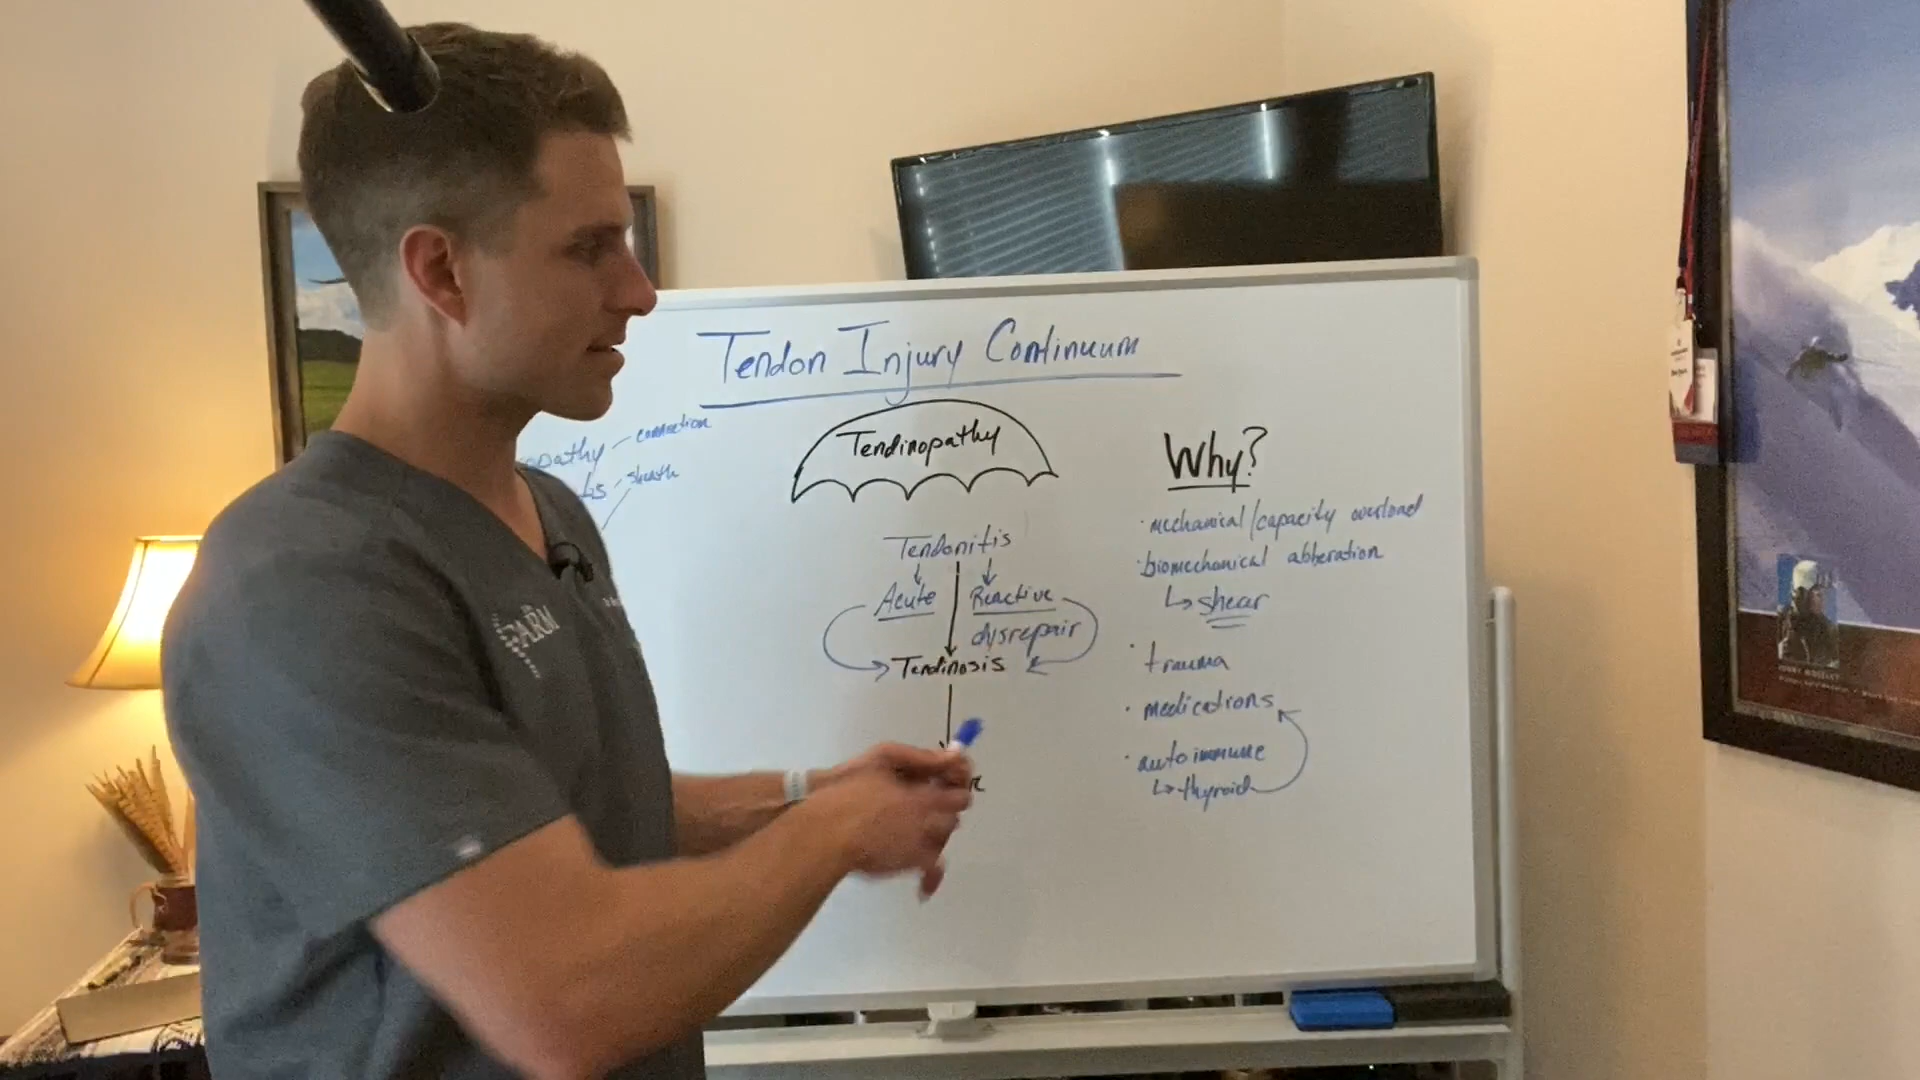 Tendon Injury Continuum
connection
sheath
Tendinopathy
Tendonitis
Acute Reactive
dysrepair
Tendinosis
Why?
· mechanical/capacity overload
· biomechanical abberation
↳ shear
· trauma
· medications
· autoimmune
↳ thyroid